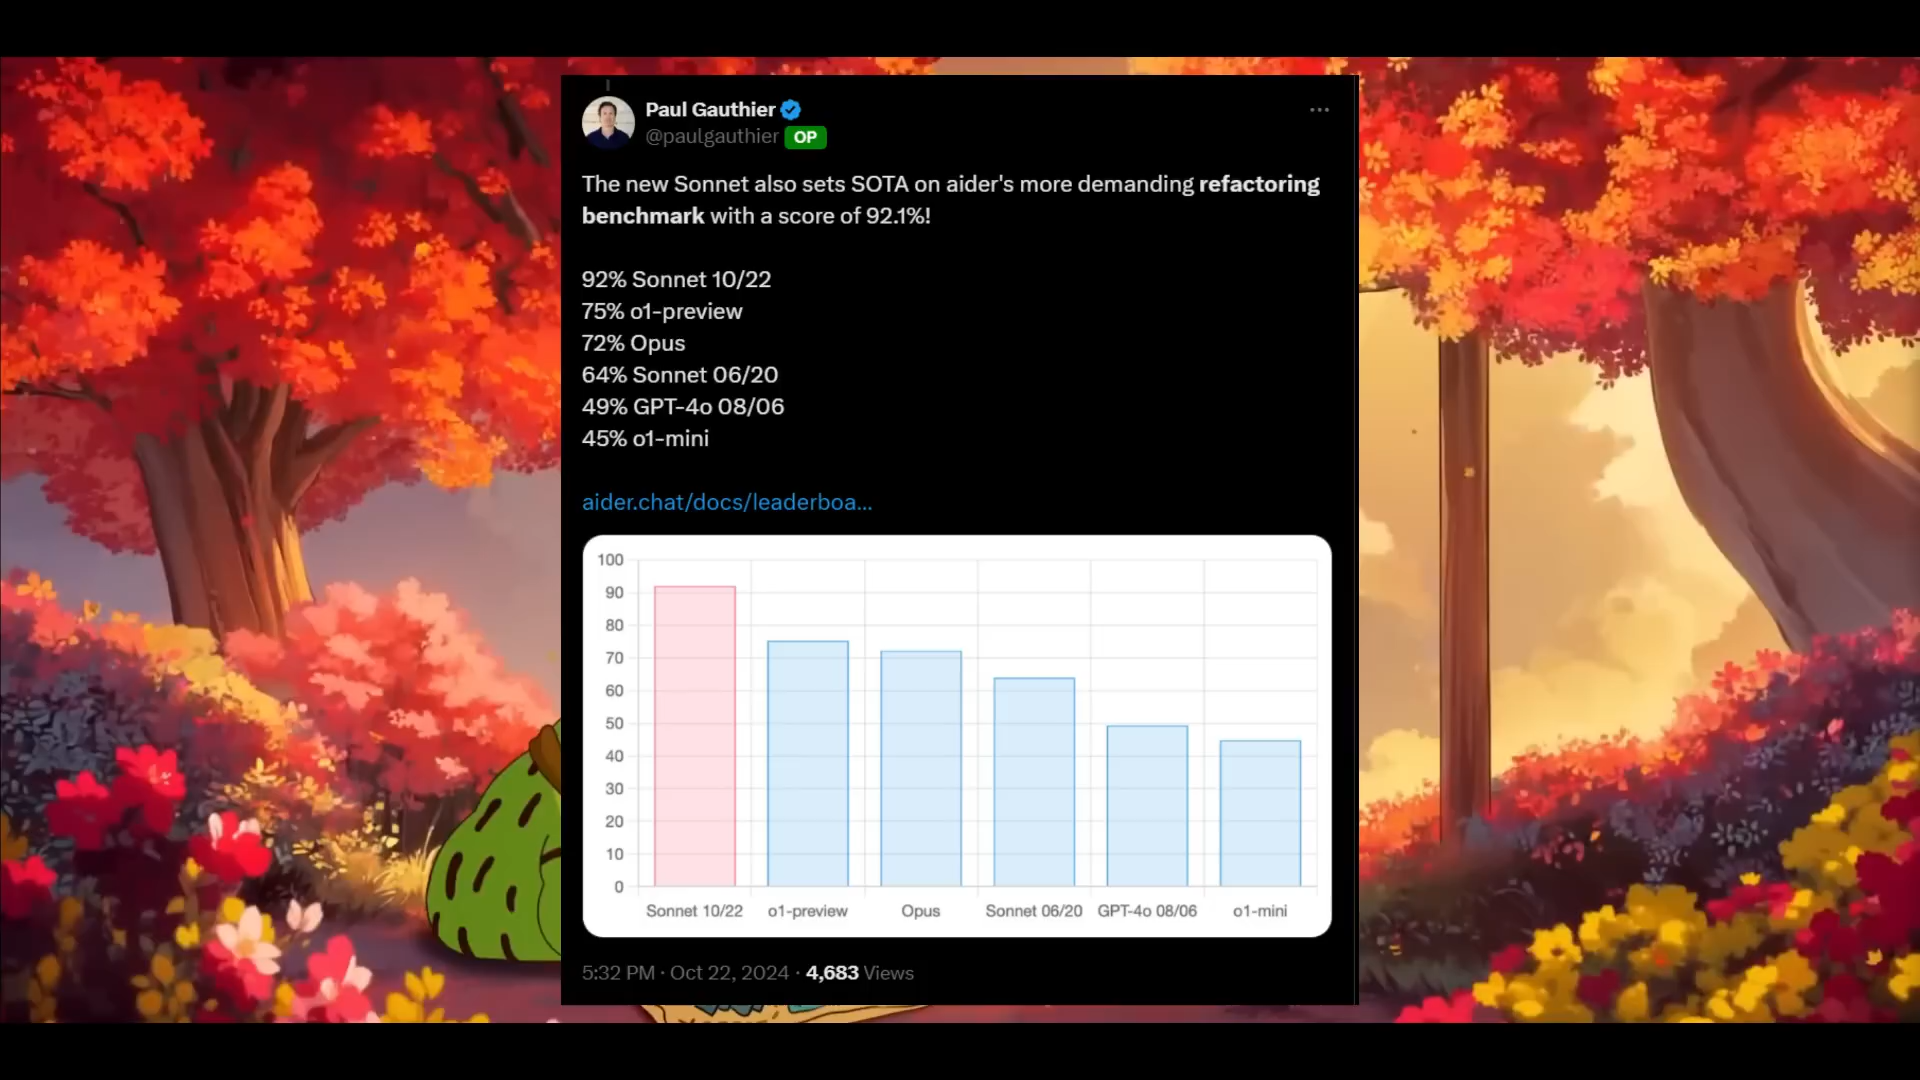 Paul Gauthier
@paulgauthier OP
The new Sonnet also sets SOTA on aider's more demanding refactoring
benchmark with a score of 92.1%!
92% Sonnet 10/22
75% o1-preview
72% Opus
64% Sonnet 06/20
49% GPT-4o 08/06
45% o1-mini
aider.chat/docs/leaderboa...
100
90
80
70
60
50
40
30
20
10
0
Sonnet 10/22 o1-preview Opus Sonnet 06/20 GPT-4o 08/06 o1-mini
5:32 PM · Oct 22, 2024 · 4,683 Views